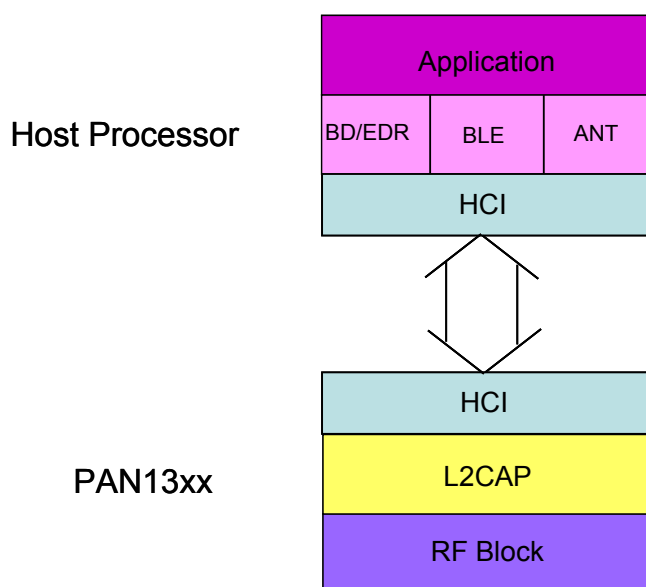 Application
Host Processor
BD/EDR
BLE
ANT
HCI
HCI
PAN13xx
L2CAP
RF Block